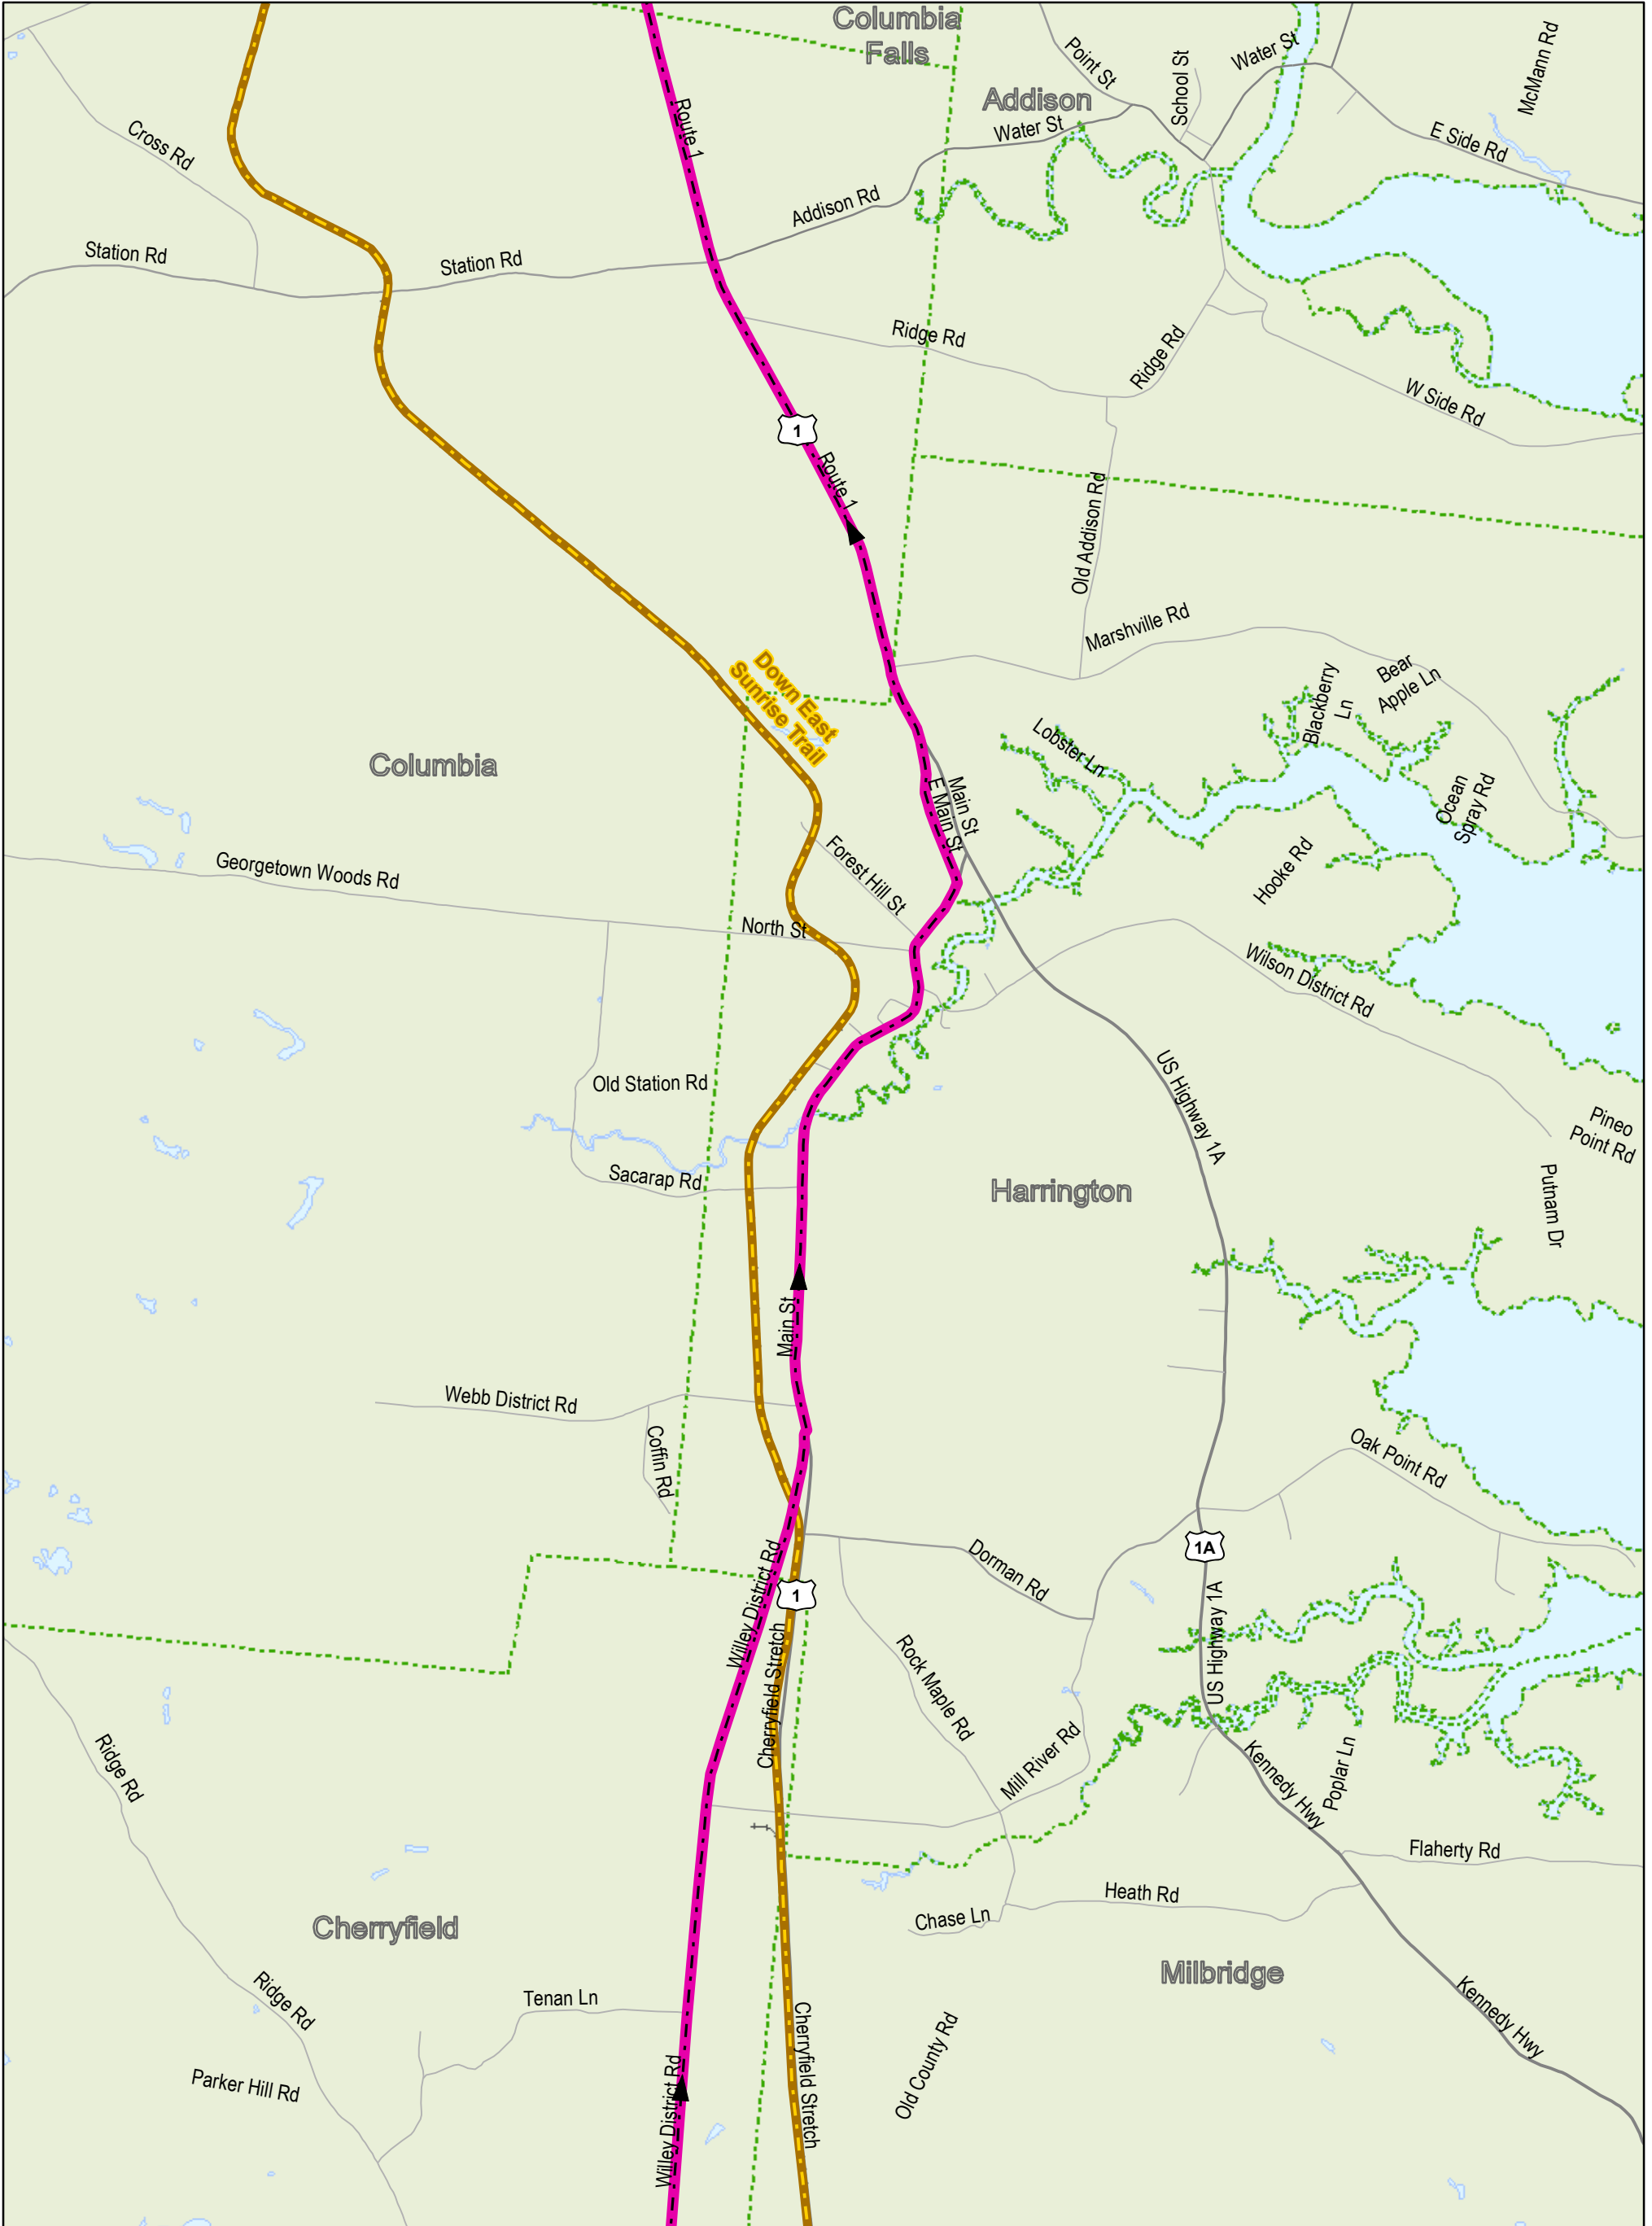 Columbia
Falls
Point St
School St
Water St
McMann Rd
Addison
Route 1
Cross Rd
Water St
E Side Rd
Addison Rd
Station Rd
Station Rd
Ridge Rd
Ridge Rd
W Side Rd
1
Route 1
Old Addison Rd
Marshville Rd
Down East
Sunrise Trail
Blackberry
Ln
Bear
Apple Ln
Lobster Ln
Columbia
Main St
E Main St
Ocean
Spray Rd
Forest Hill St
Georgetown Woods Rd
Hooke Rd
North St
Wilson District Rd
Old Station Rd
US Highway 1A
Pineo
Point Rd
Sacarap Rd
Harrington
Putnam Dr
Main St
Webb District Rd
Coffin Rd
Oak Point Rd
1A
Dorman Rd
Willey District Rd
1
US Highway 1A
Cherryfield Stretch
Rock Maple Rd
Ridge Rd
Mill River Rd
Kennedy Hwy
Poplar Ln
Flaherty Rd
Heath Rd
Chase Ln
Cherryfield
Milbridge
Ridge Rd
Tenan Ln
Kennedy Hwy
Cherryfield Stretch
Old County Rd
Parker Hill Rd
Willey District Rd